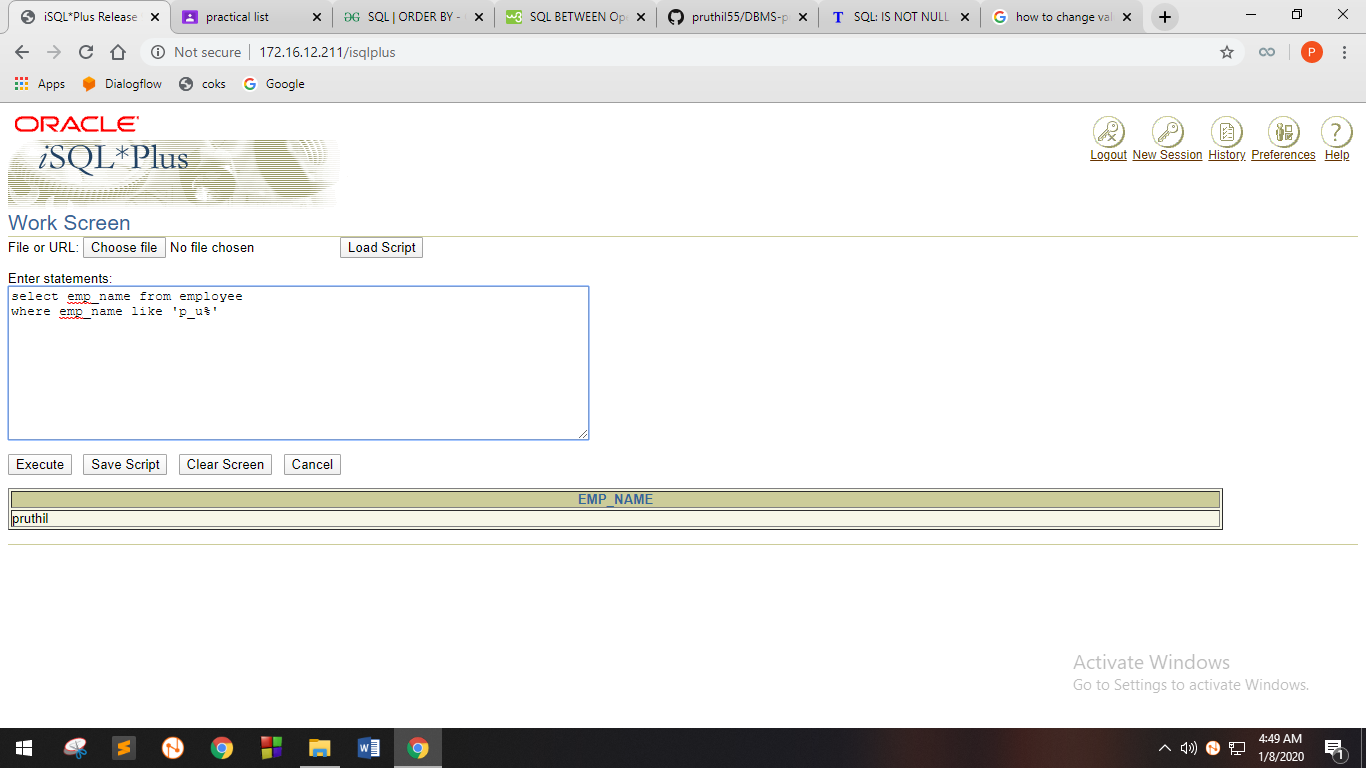 iSQL*Plus Release
practical list
SQL | ORDER BY -
SQL BETWEEN Op
pruthil55/DBMS-p
SQL: IS NOT NULL
how to change val
Not secure | 172.16.12.211/isqlplus
P
Apps Dialogflow coks Google
ORACLE
iSQL*Plus
Logout New Session History Preferences Help
Work Screen
File or URL: Choose file No file chosen Load Script
Enter statements:
select emp_name from employee
where emp_name like 'p_u%'
Execute Save Script Clear Screen Cancel
EMP_NAME
pruthil
Activate Windows
Go to Settings to activate Windows.
4:49 AM
1/8/2020
1